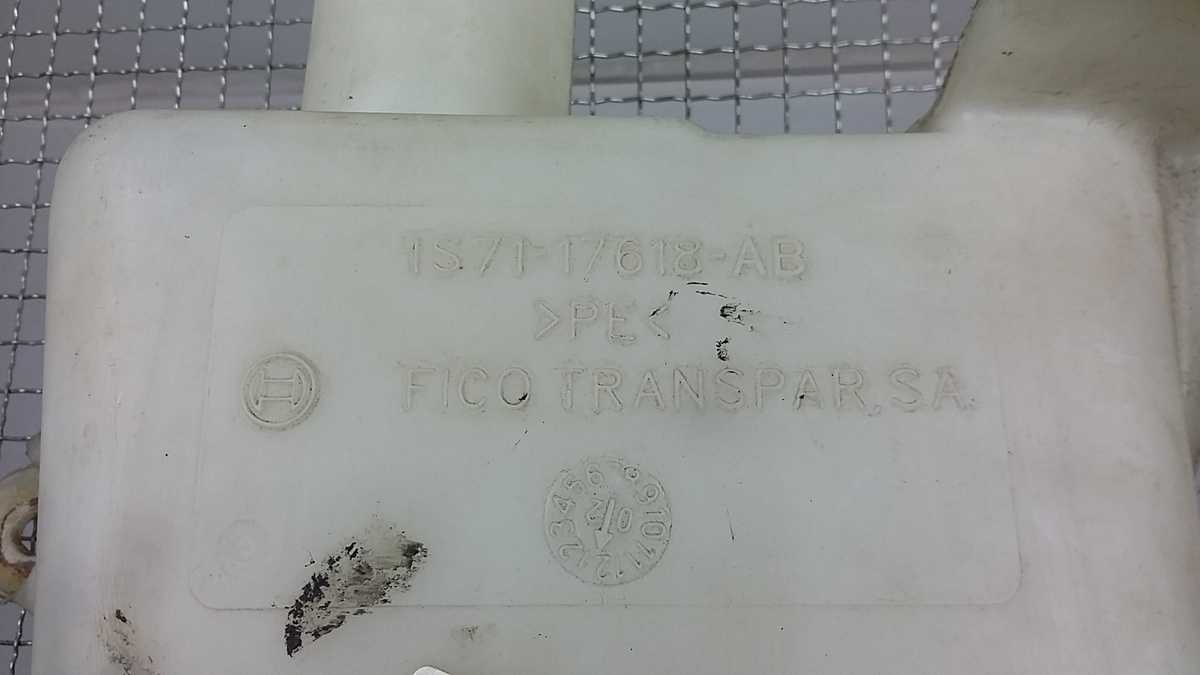 1S71-17618-AB
>PE<
FICO TRANSPAR, SA.